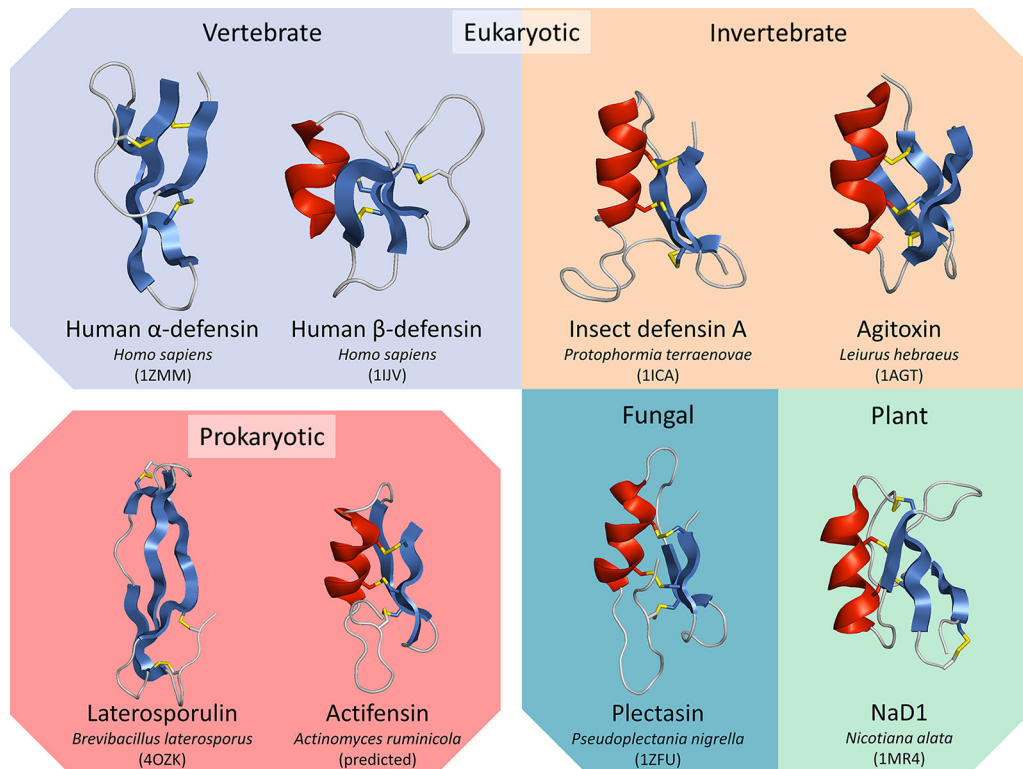 Vertebrate
Eukaryotic
Invertebrate
Human α-defensin
Homo sapiens
(1ZMM)
Human β-defensin
Homo sapiens
(1IJV)
Insect defensin A
Protophormia terraenovae
(1ICA)
Agitoxin
Leiurus hebraeus
(1AGT)
Prokaryotic
Laterosporulin
Brevibacillus laterosporus
(4OZK)
Actifensin
Actinomyces ruminicola
(predicted)
Fungal
Plectasin
Pseudoplectania nigrella
(1ZFU)
Plant
NaD1
Nicotiana alata
(1MR4)